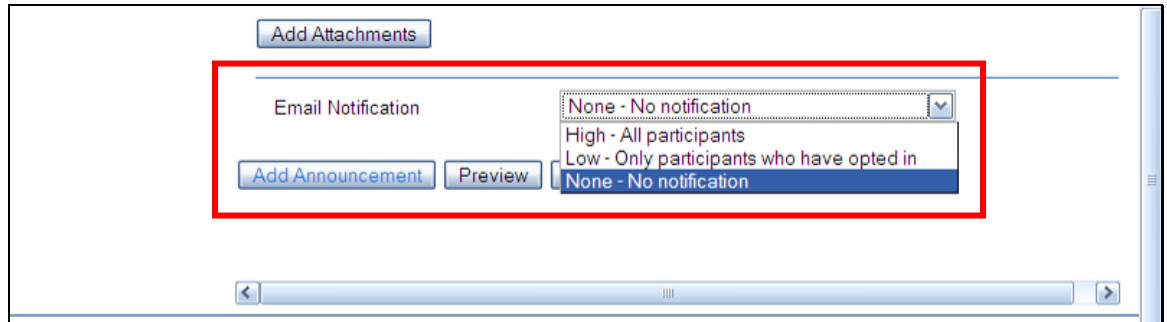 Add Attachments
Email Notification None - No notification
High - All participants
Low - Only participants who have opted in
Add Announcement Preview None - No notification